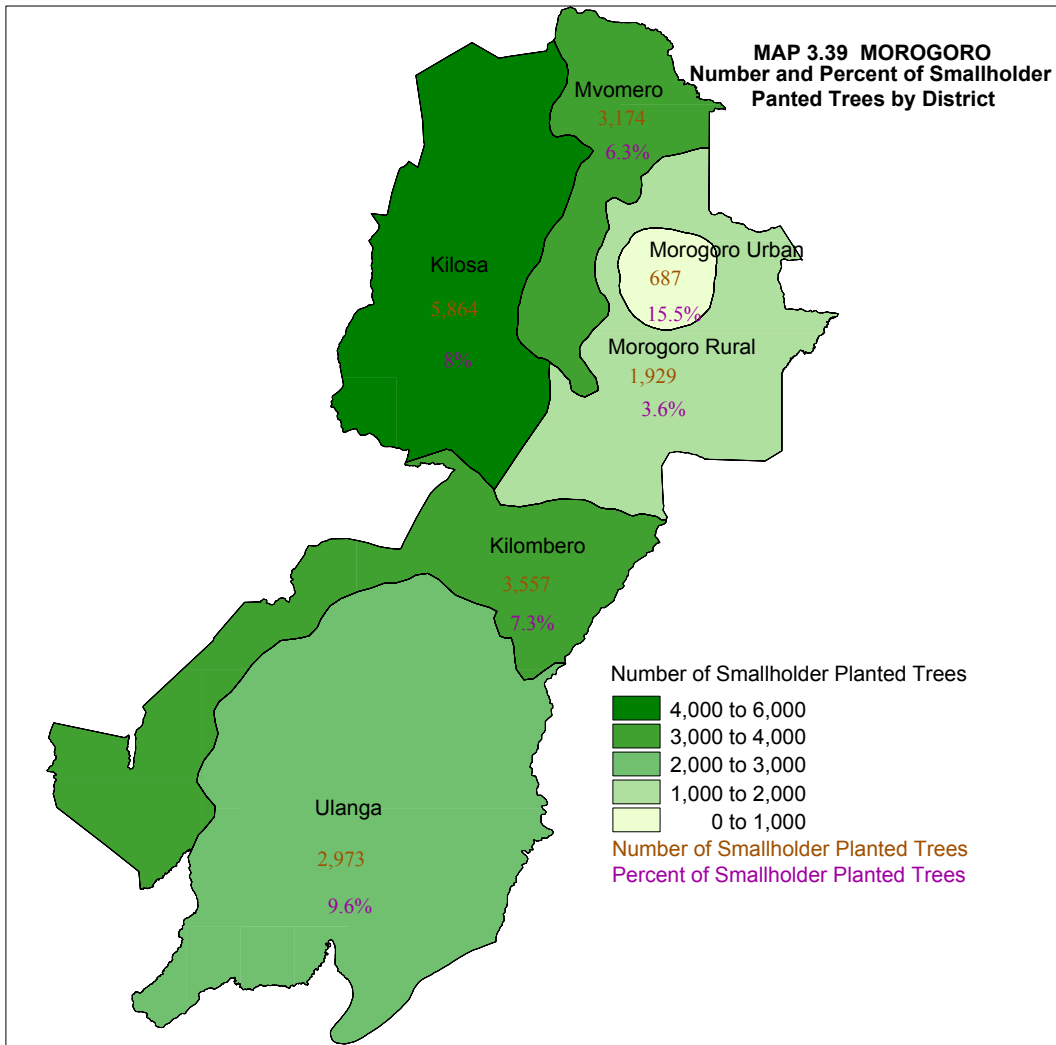 MAP 3.39 MOROGORO
Number and Percent of Smallholder
Panted Trees by District
Mvomero
3,174
6.3%
Morogoro Urban
687
15.5%
Kilosa
5,864
8%
Morogoro Rural
1,929
3.6%
Kilombero
3,557
7.3%
Ulanga
2,973
9.6%
Number of Smallholder Planted Trees
4,000 to 6,000
3,000 to 4,000
2,000 to 3,000
1,000 to 2,000
0 to 1,000
Number of Smallholder Planted Trees
Percent of Smallholder Planted Trees